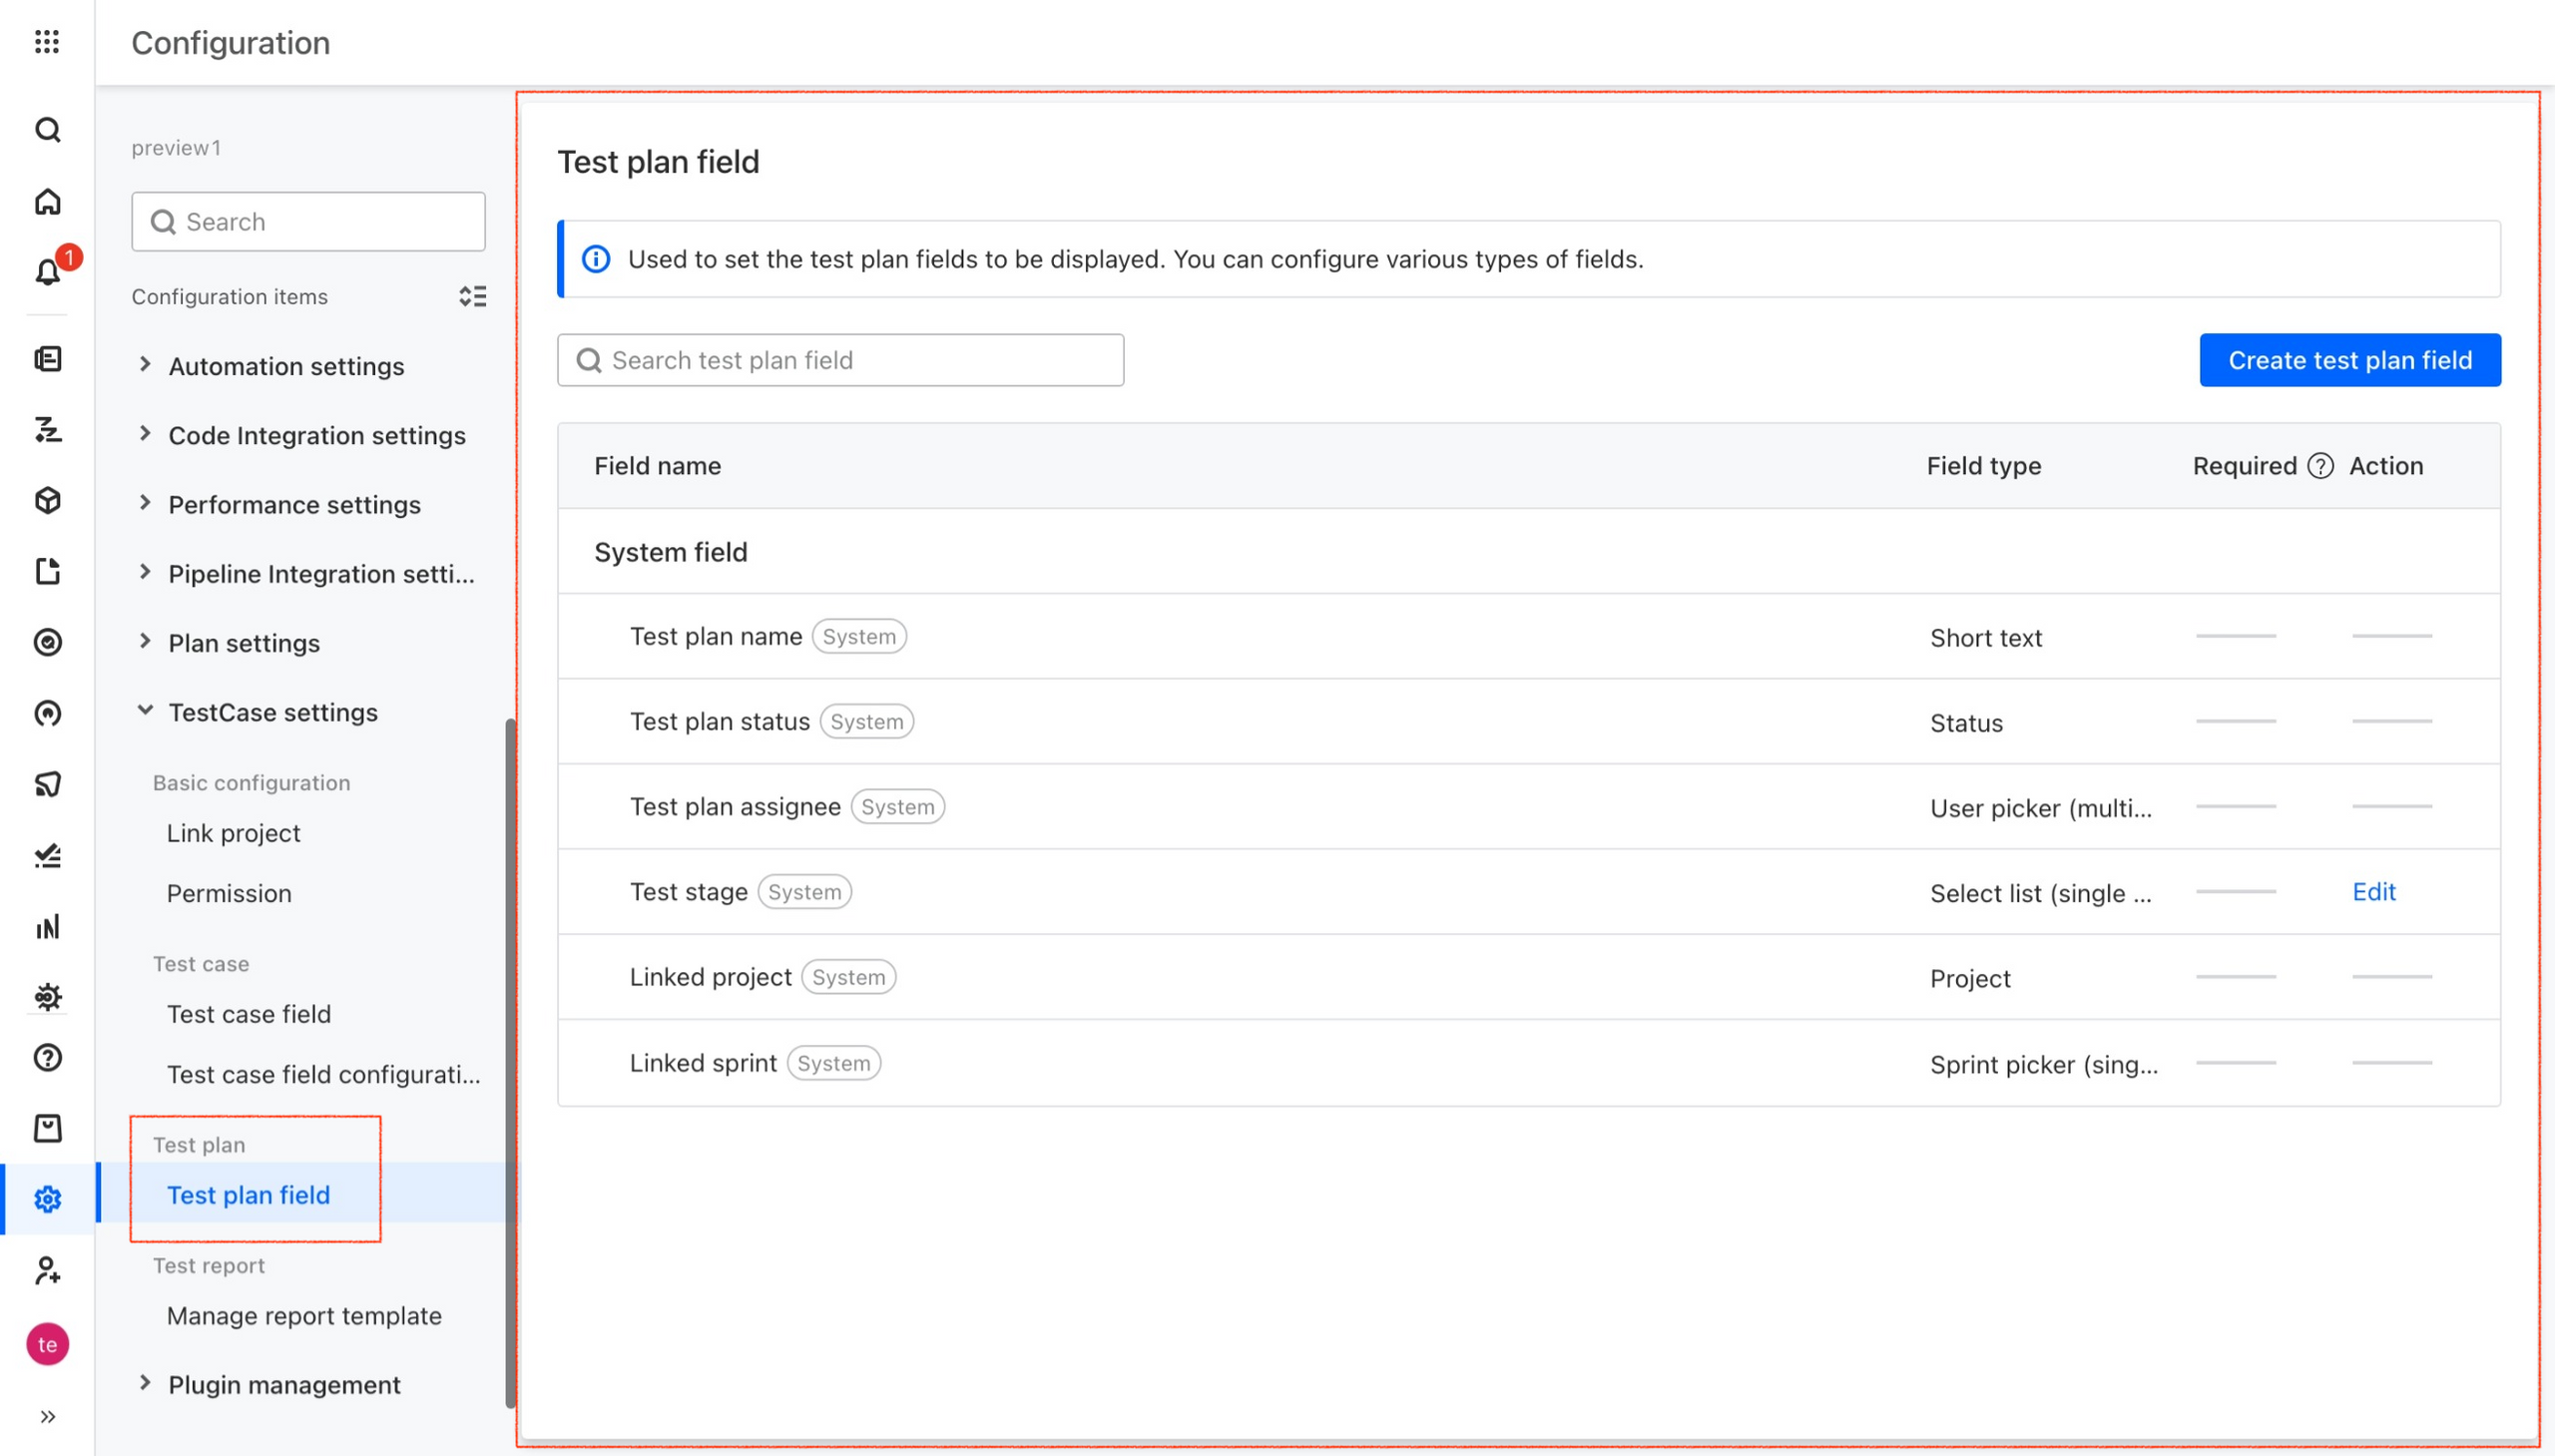 Configuration
preview1
Search
1
Configuration items
Automation settings
Code Integration settings
Performance settings
Pipeline Integration setti...
Plan settings
TestCase settings
Basic configuration
Link project
Permission
Test case
Test case field
Test case field configurati...
Test plan
Test plan field
Test report
Manage report template
Plugin management
te
Test plan field
Used to set the test plan fields to be displayed. You can configure various types of fields.
Search test plan field
Create test plan field
Field name Field type Required Action
System field
Test plan name System Short text
Test plan status System Status
Test plan assignee System User picker (multi...
Test stage System Select list (single ... Edit
Linked project System Project
Linked sprint System Sprint picker (sing...